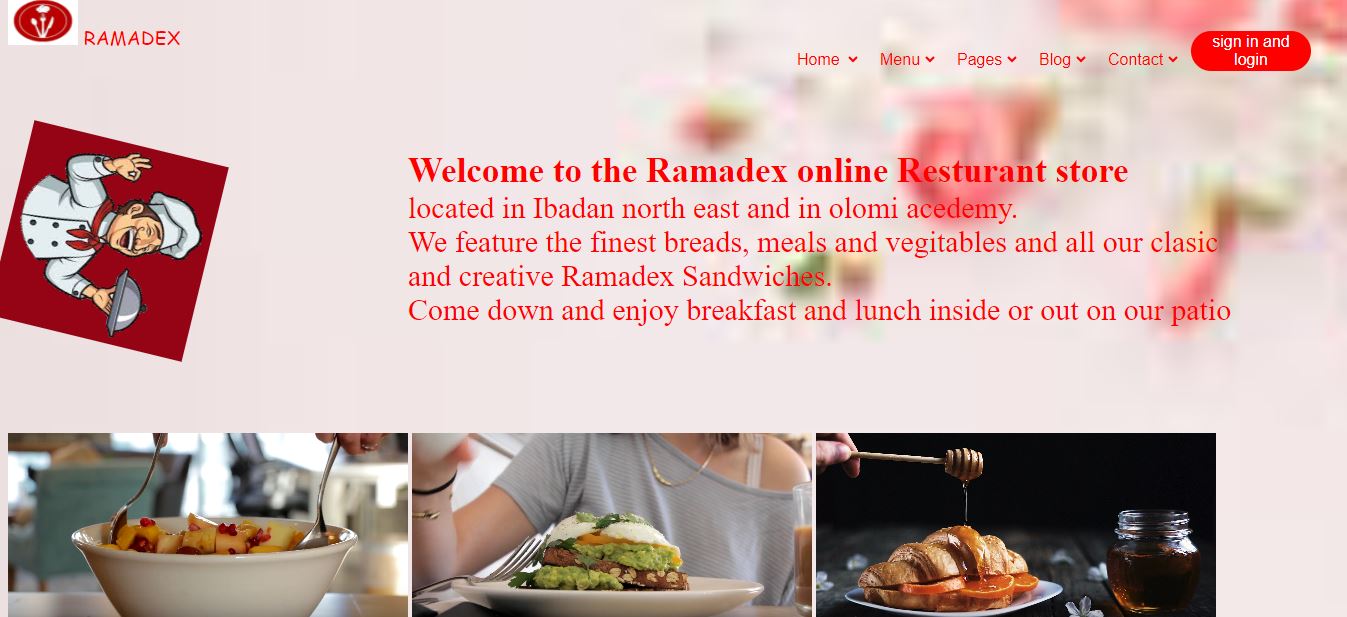 RAMADEX
Home
Menu
Pages
Blog
Contact
sign in and
login
Welcome to the Ramadex online Resturant store
located in Ibadan north east and in olomi acedemy.
We feature the finest breads, meals and vegitables and all our clasic
and creative Ramadex Sandwiches.
Come down and enjoy breakfast and lunch inside or out on our patio